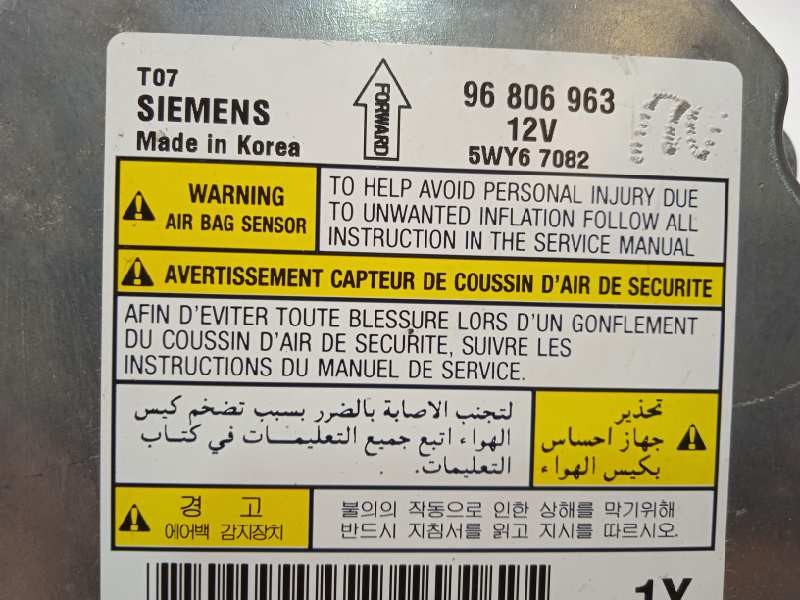 T07
SIEMENS
Made in Korea
FORWARD
96 806 963
12V
5WY6 7082
WARNING
AIR BAG SENSOR
TO HELP AVOID PERSONAL INJURY DUE
TO UNWANTED INFLATION FOLLOW ALL
INSTRUCTION IN THE SERVICE MANUAL
AVERTISSEMENT CAPTEUR DE COUSSIN D'AIR DE SECURITE
AFIN D'EVITER TOUTE BLESSURE LORS D'UN GONFLEMENT
DU COUSSIN D'AIR DE SECURITE, SUIVRE LES
INSTRUCTIONS DU MANUEL DE SERVICE.
تحذير
جهاز احساس
بكيس الهواء
لتجنب الاصابة بالضرر بسبب تضخم كيس
الهواء اتبع جميع التعليمات في كتاب
التعليمات.
경 고
에어백 감지장치
불의의 작동으로 인한 상해를 막기위해
반드시 지침서를 읽고 지시를 따르시오.